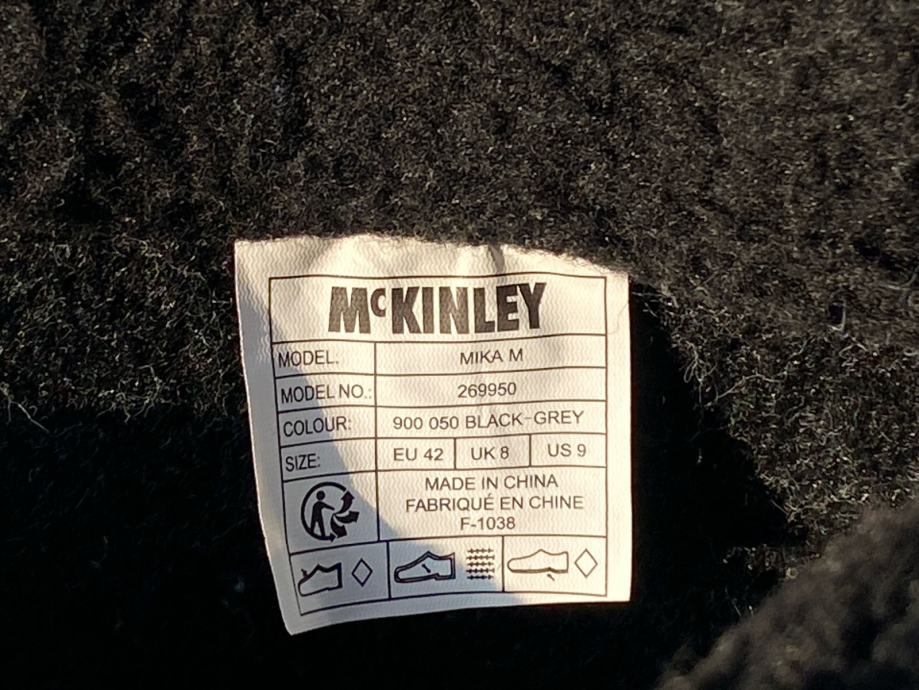 McKINLEY
MODEL: MIKA M
MODEL NO.: 269950
COLOUR: 900 050 BLACK-GREY
SIZE: EU 42 UK 8 US 9
MADE IN CHINA
FABRIQUÉ EN CHINE
F-1038